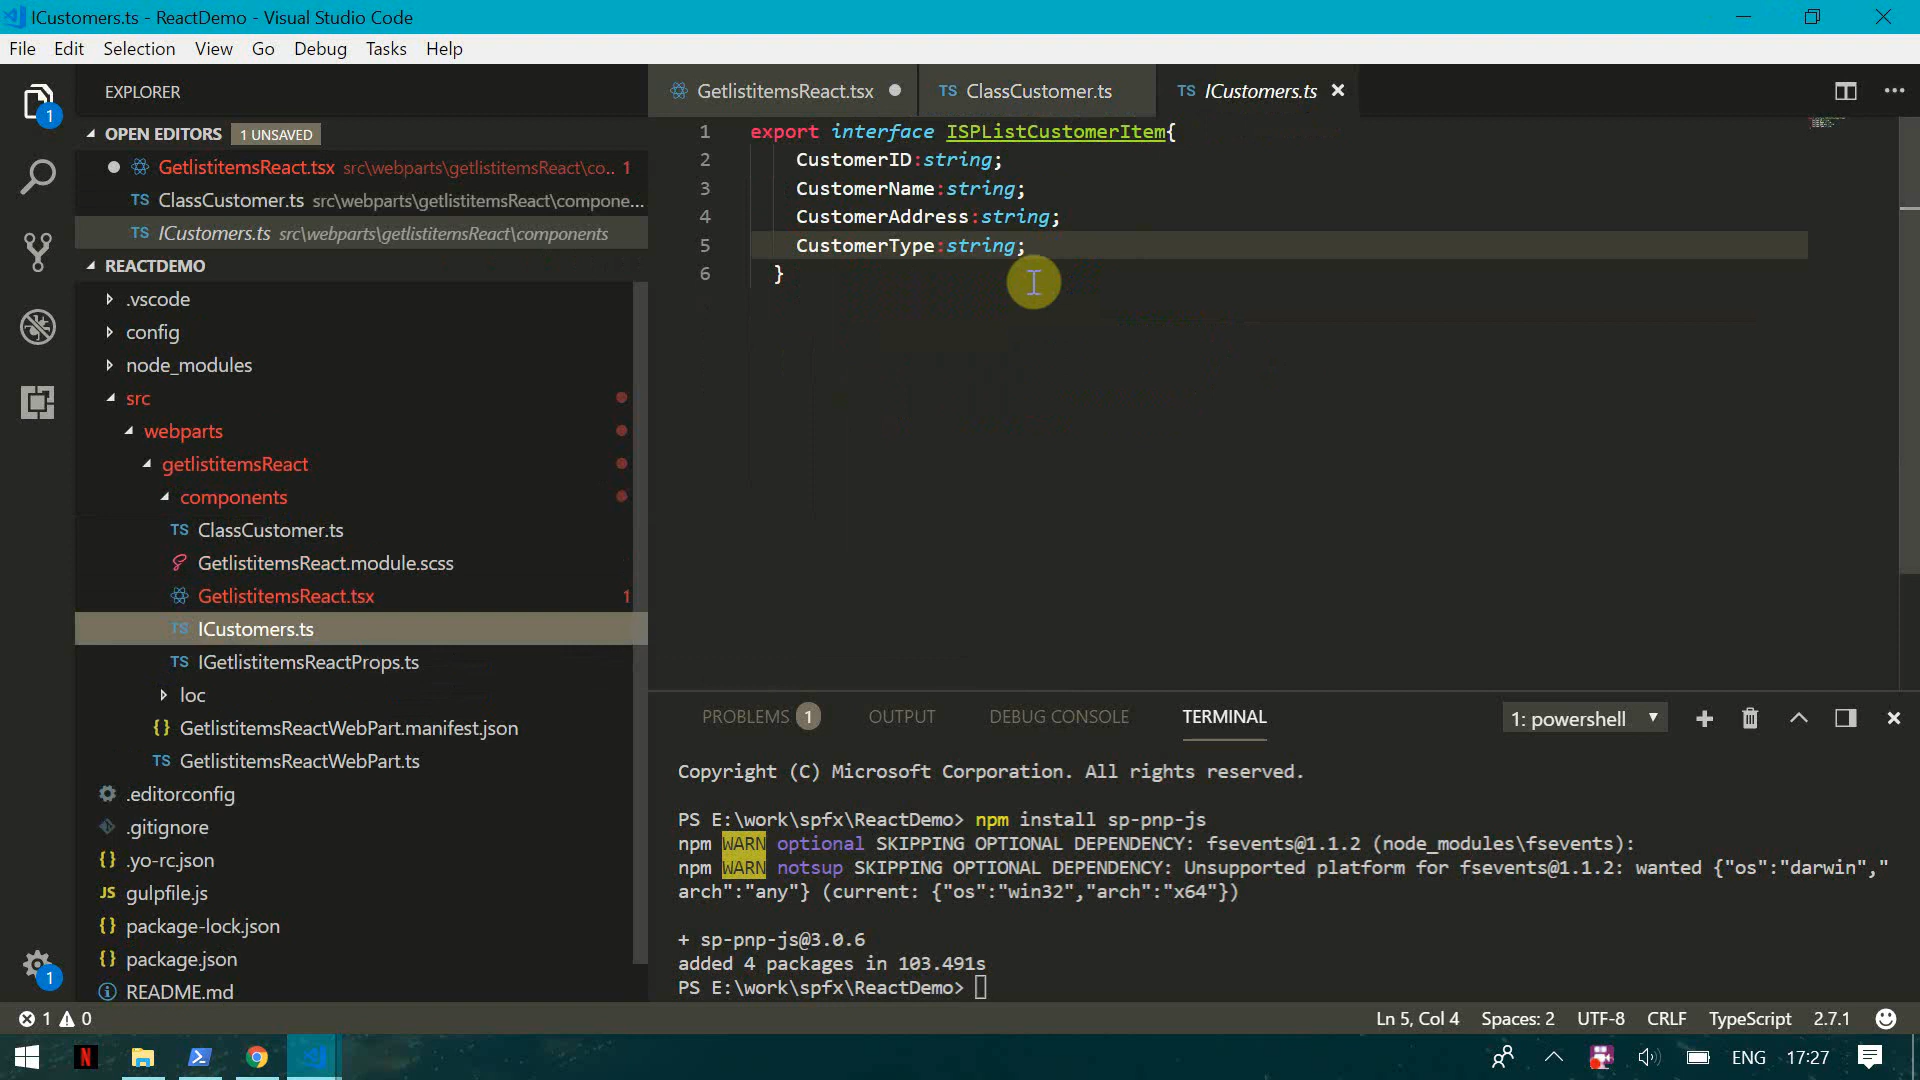 ICustomers.ts - ReactDemo - Visual Studio Code
File Edit Selection View Go Debug Tasks Help
EXPLORER
OPEN EDITORS 1 UNSAVED
GetlistitemsReact.tsx src\webparts\getlistitemsReact\co... 1
ClassCustomer.ts src\webparts\getlistitemsReact\compone...
ICustomers.ts src\webparts\getlistitemsReact\components
REACTDEMO
.vscode
config
node_modules
src
webparts
getlistitemsReact
components
TS ClassCustomer.ts
GetlistitemsReact.module.scss
GetlistitemsReact.tsx 1
TS ICustomers.ts
TS IGetlistitemsReactProps.ts
loc
{} GetlistitemsReactWebPart.manifest.json
TS GetlistitemsReactWebPart.ts
.editorconfig
.gitignore
{} .yo-rc.json
JS gulpfile.js
{} package-lock.json
{} package.json
README.md
GetlistitemsReact.tsx TS ClassCustomer.ts TS ICustomers.ts
1 export interface ISPListCustomerItem{
2 CustomerID:string;
3 CustomerName:string;
4 CustomerAddress:string;
5 CustomerType:string;
6 }
PROBLEMS 1 OUTPUT DEBUG CONSOLE TERMINAL 1: powershell
Copyright (C) Microsoft Corporation. All rights reserved.
PS E:\work\spfx\ReactDemo> npm install sp-pnp-js
npm WARN optional SKIPPING OPTIONAL DEPENDENCY: fsevents@1.1.2 (node_modules\fsevents):
npm WARN notsup SKIPPING OPTIONAL DEPENDENCY: Unsupported platform for fsevents@1.1.2: wanted {"os":"darwin","
arch":"any"} (current: {"os":"win32","arch":"x64"})
+ sp-pnp-js@3.0.6
added 4 packages in 103.491s
PS E:\work\spfx\ReactDemo>
1 0 Ln 5, Col 4 Spaces: 2 UTF-8 CRLF TypeScript 2.7.1
ENG 17:27